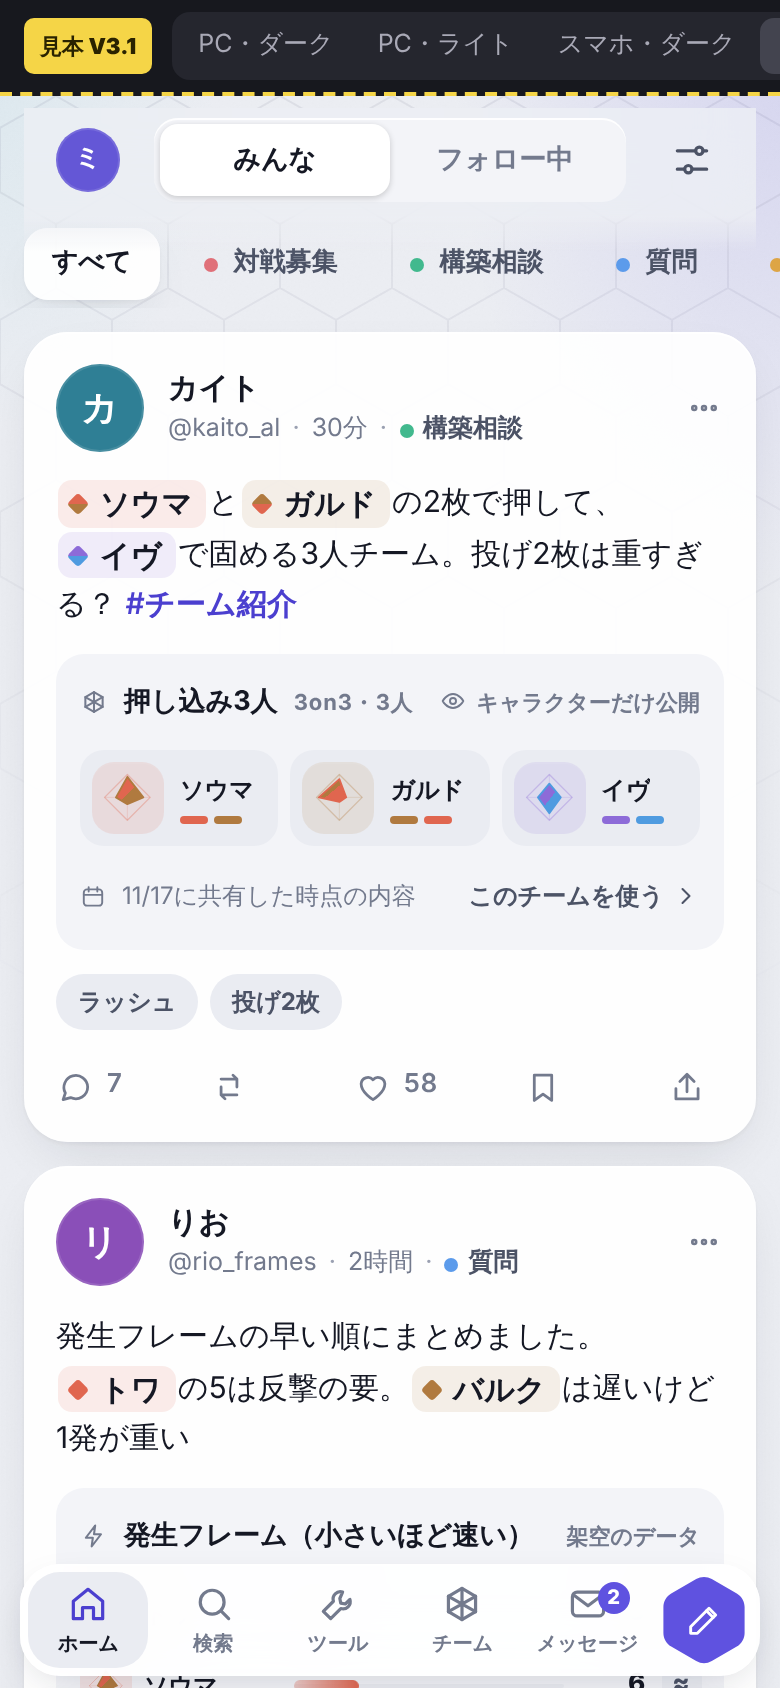 見本 V3.1 PC・ダーク PC・ライト スマホ・ダーク
ミ みんな フォロー中
すべて 対戦募集 構築相談 質問
カ カイト
@kaito_al · 30分 · 構築相談
ソウマ と ガルド の2枚で押して、
イヴ で固める3人チーム。投げ2枚は重すぎ
る? #チーム紹介
押し込み3人 3on3・3人 キャラクターだけ公開
ソウマ ガルド イヴ
11/17に共有した時点の内容 このチームを使う
ラッシュ 投げ2枚
7 58
リ りお
@rio_frames · 2時間 · 質問
発生フレームの早い順にまとめました。
トワ の5は反撃の要。 バルク は遅いけど
1発が重い
発生フレーム（小さいほど速い） 架空のデータ
2
ホーム 検索 ツール チーム メッセージ
ソウマ 6